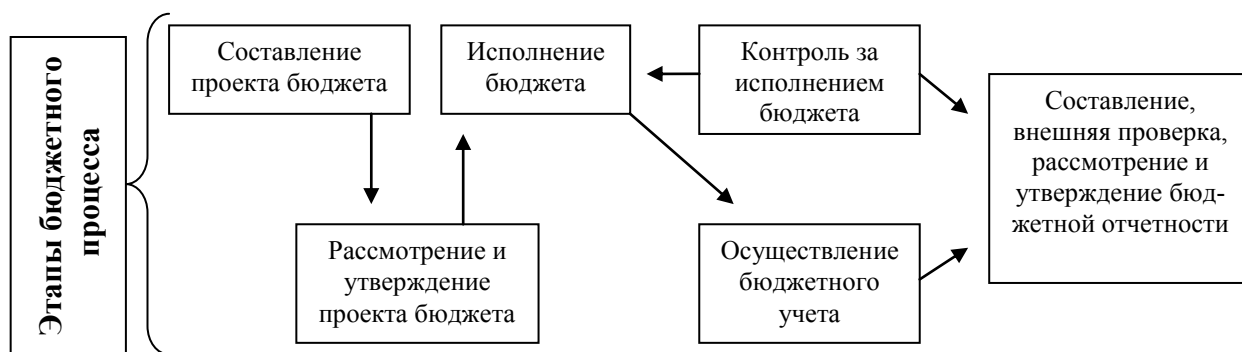 Этапы бюджетного
процесса
Составление
проекта бюджета
Рассмотрение и
утверждение
проекта бюджета
Исполнение
бюджета
Контроль за
исполнением
бюджета
Осуществление
бюджетного
учета
Составление,
внешняя проверка,
рассмотрение и
утверждение бюд-
жетной отчетности